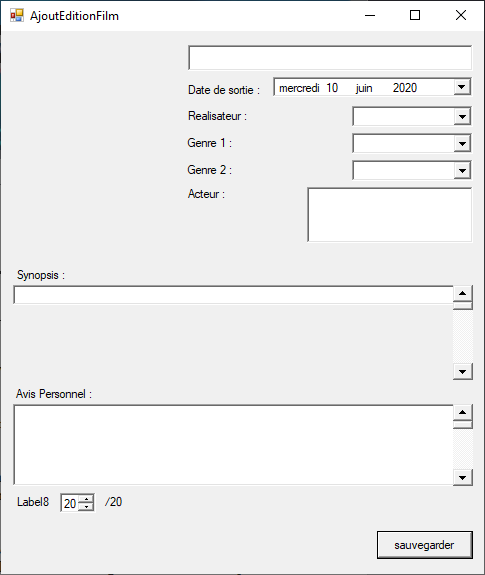 AjoutEditionFilm
Date de sortie : mercredi 10 juin 2020
Realisateur :
Genre 1 :
Genre 2 :
Acteur :
Synopsis :
Avis Personnel :
Label8 20 /20
sauvegarder